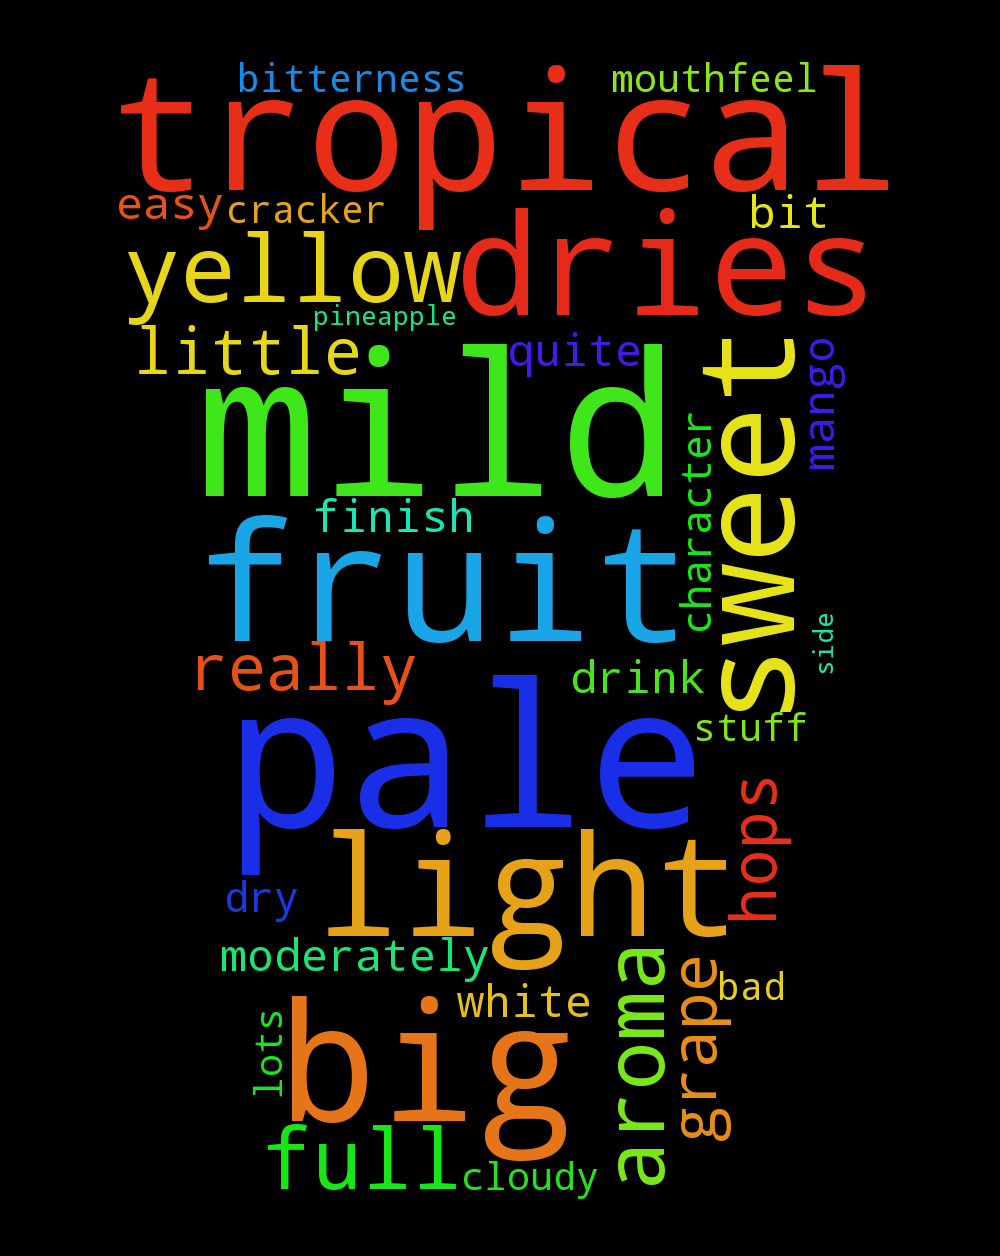 bitterness
mouthfeel
tropical
easy
cracker
bit
yellow
dries
pineapple
little
quite
mango
mild
sweet
character
finish
fruit
side
really
drink
pale
stuff
hops
light
dry
moderately
aroma
grape
bad
white
big
lots
full
cloudy